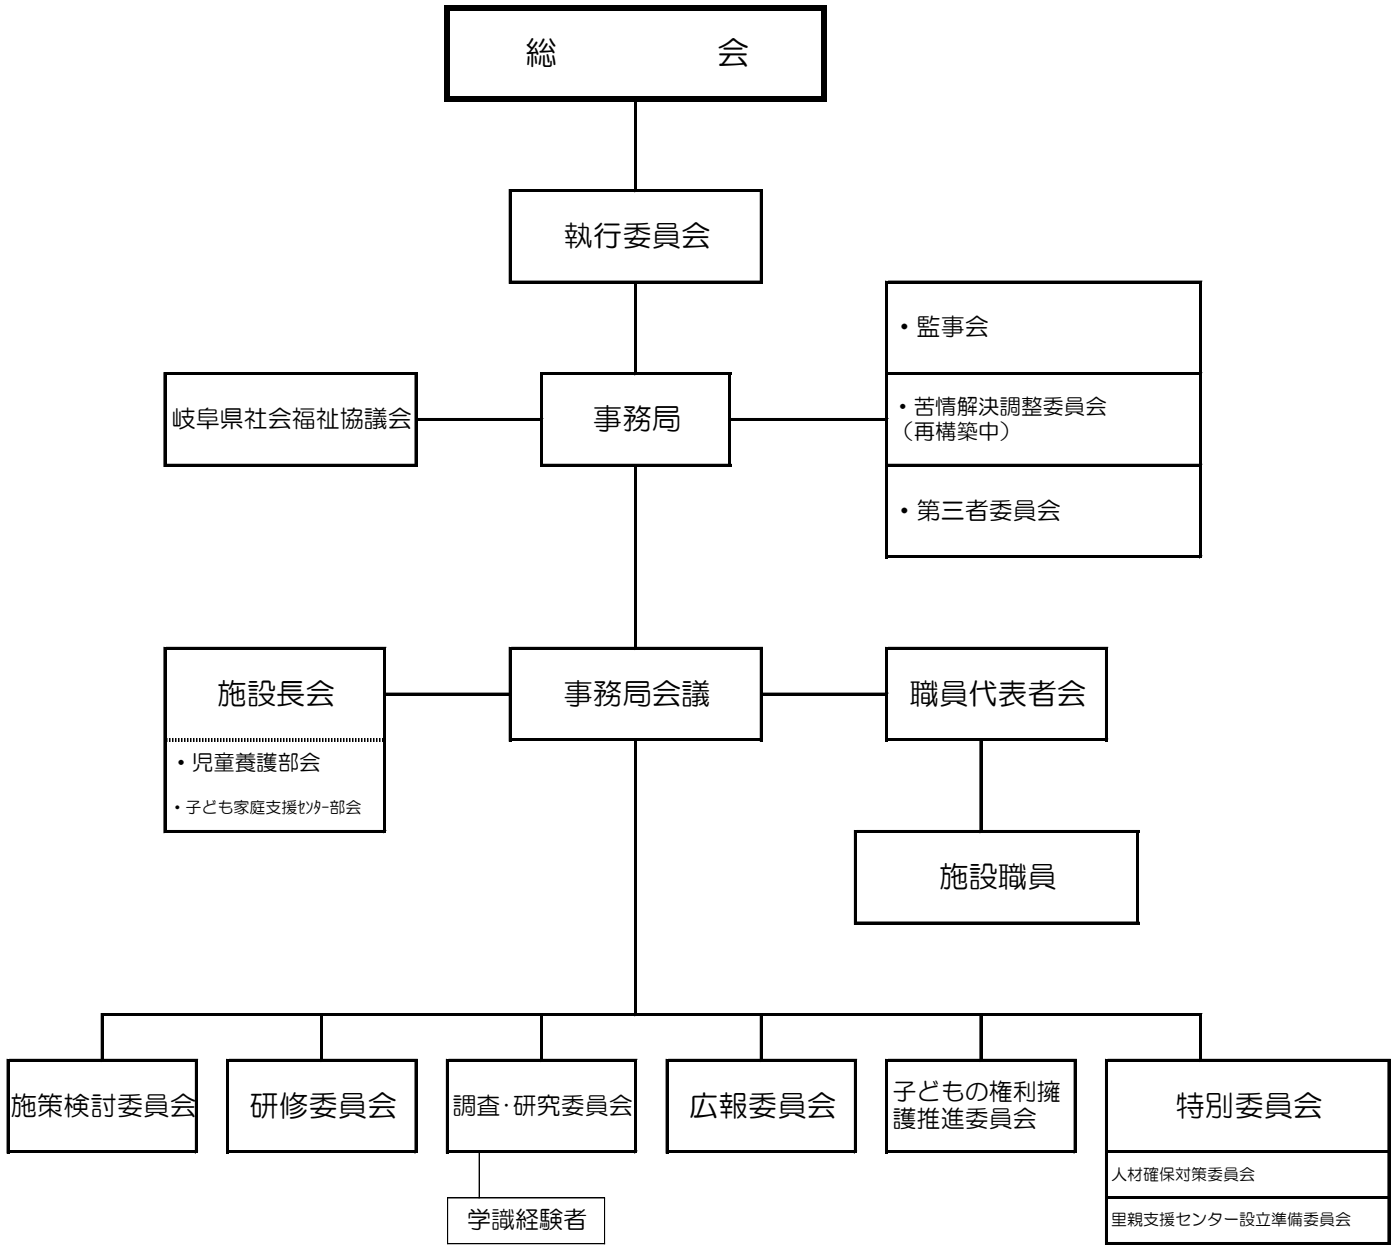 総　会
執行委員会
・監事会
岐阜県社会福祉協議会
事務局
・苦情解決調整委員会
（再構築中）
・第三者委員会
施設長会
事務局会議
職員代表者会
・児童養護部会
・子ども家庭支援ｾﾝﾀｰ部会
施設職員
施策検討委員会
研修委員会
調査･研究委員会
広報委員会
子どもの権利擁
護推進委員会
特別委員会
人材確保対策委員会
学識経験者
里親支援センター設立準備委員会